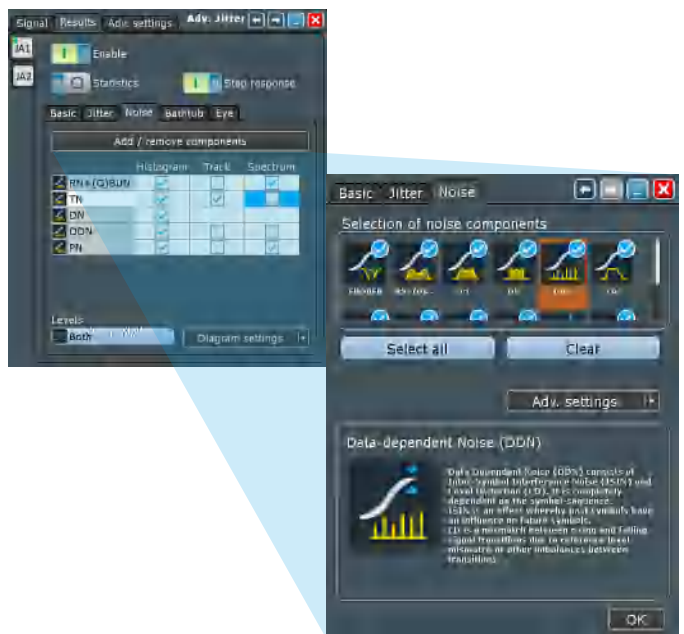 Signal Results Adv. settings Adv. Jitter
JA1
Enable
JA2
Statistics
Step response
Basic Jitter Noise Bathtub Eye
Add / remove components
Histogram Track Spectrum
RN+(O)BUN
TN
DN
DDN
PN
Levels
Both
Diagram settings
Basic Jitter Noise
Selection of noise components
Select all Clear
Adv. settings
Data-dependent Noise (DDN)
Data Dependent Noise (DDN) consists of
Inter-Symbol Interference Noise (ISIN) and
Level Distortion (LD). It is completely
dependent on the symbol-sequence.
ISIN is an effect whereby past symbols have
an influence on future symbols.
LD is a mismatch between rising and falling
signal transitions due to reference level
mismatch or other imbalances between
transitions.
OK